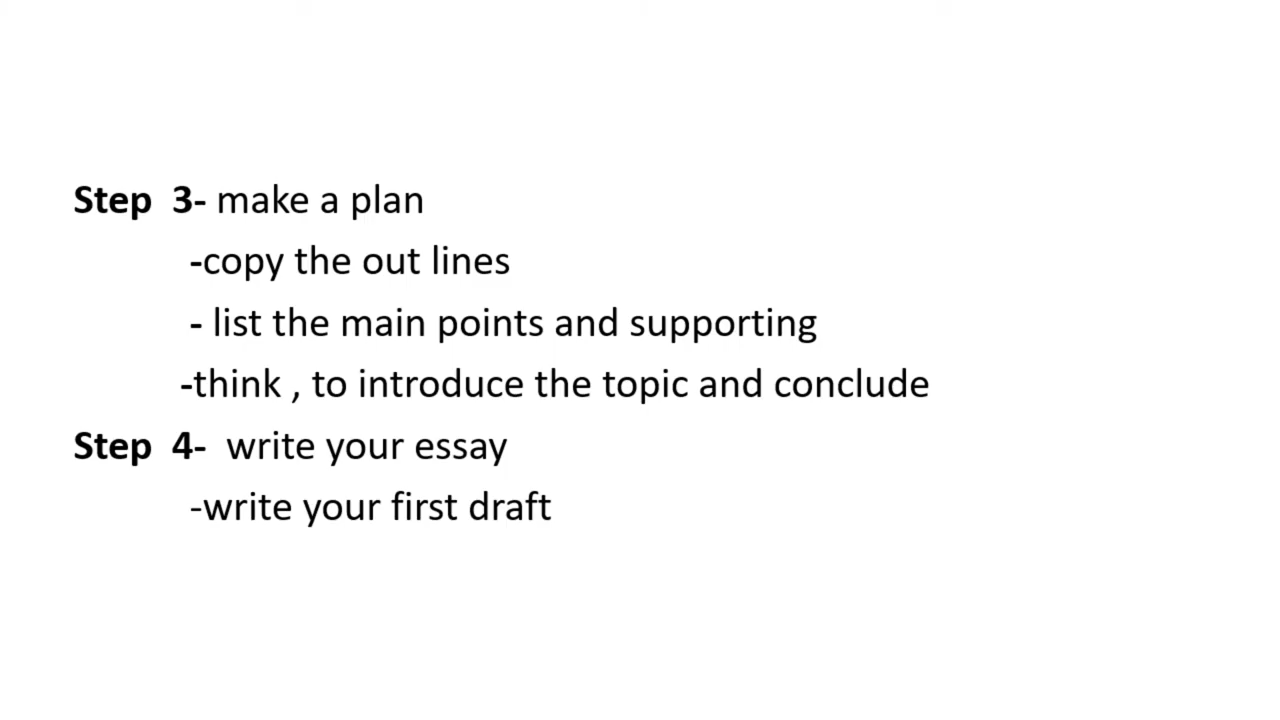 Step 3- make a plan
-copy the out lines
- list the main points and supporting
-think , to introduce the topic and conclude
Step 4- write your essay
-write your first draft